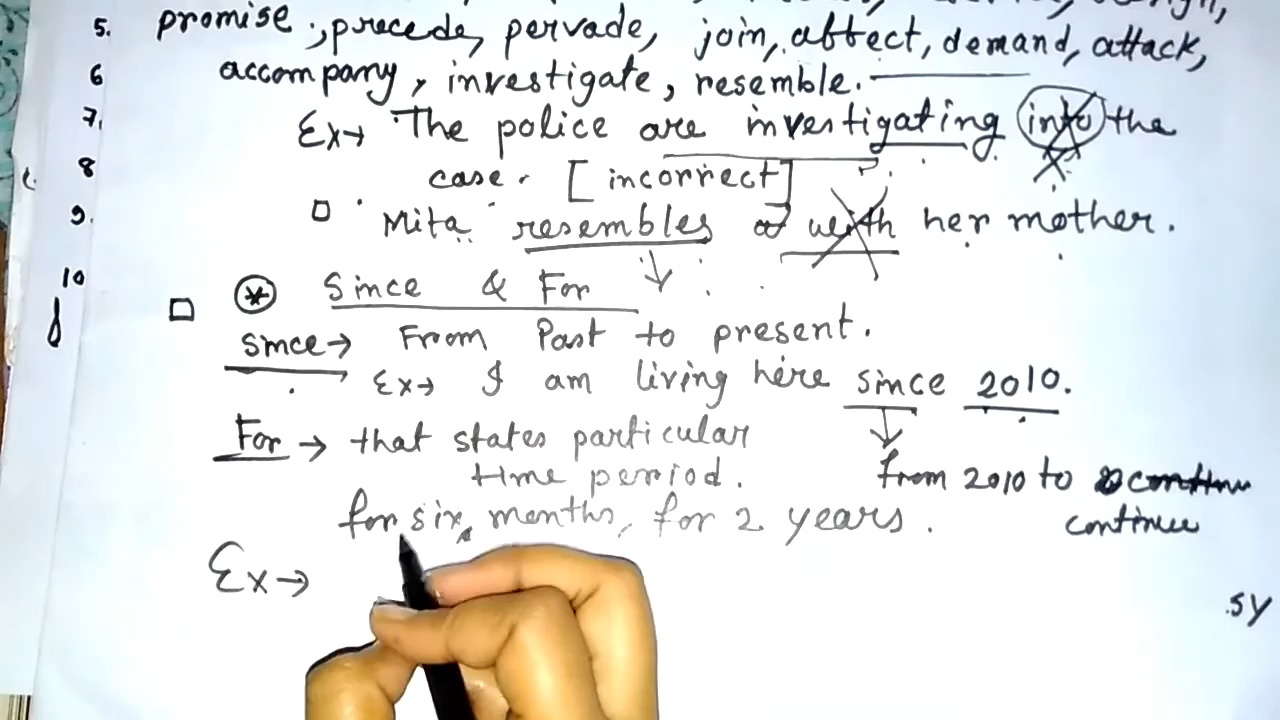 5. promise, precede, pervade, join, affect, demand, attack,
6 accompany, investigate, resemble.
7. Ex→ The police are investigating into the
8 case. [incorrect]
9. Mita resembles with her mother.
10
Since & For
Since → From Past to present.
Ex→ I am living here since 2010.
For → that states particular
time period.
from 2010 to continue
for six months, for 2 years.
Ex→
sy